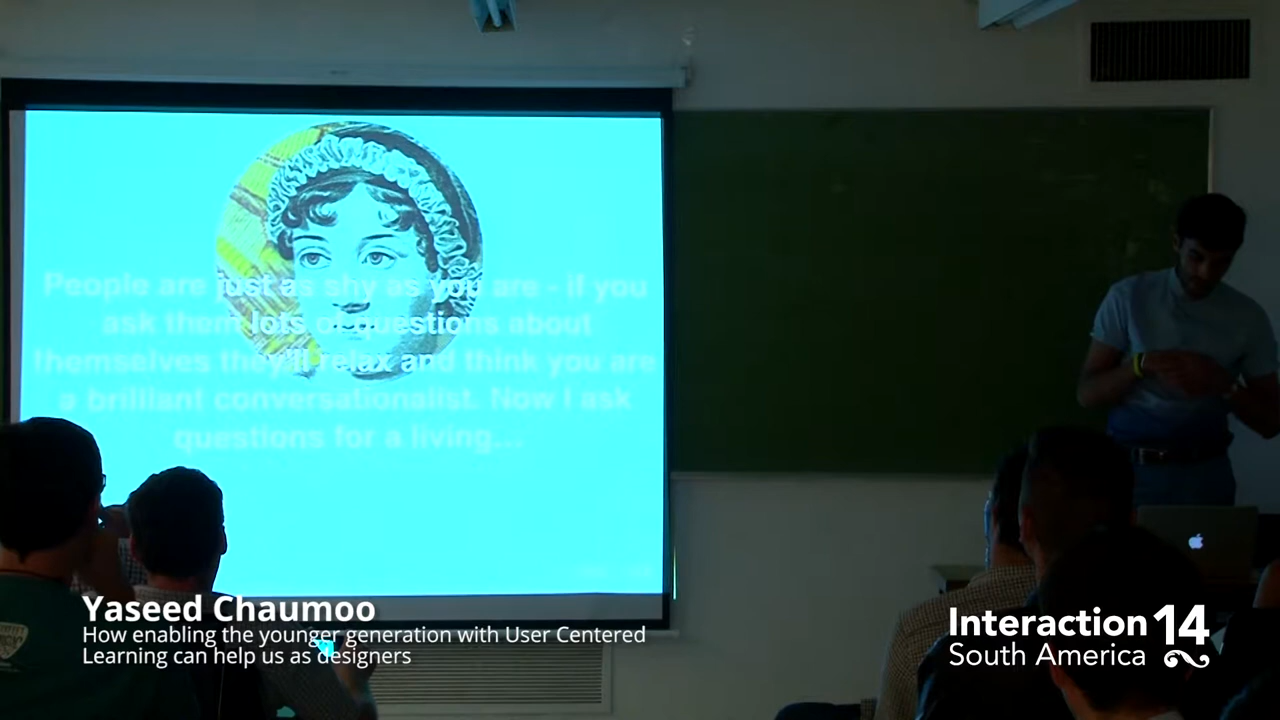 People are just as shy as you are - if you
ask them lots of questions about
themselves they'll relax and think you are
a brilliant conversationalist. Now I ask
questions for a living...
Yaseed Chaumoo
How enabling the younger generation with User Centered
Learning can help us as designers
Interaction 14
South America